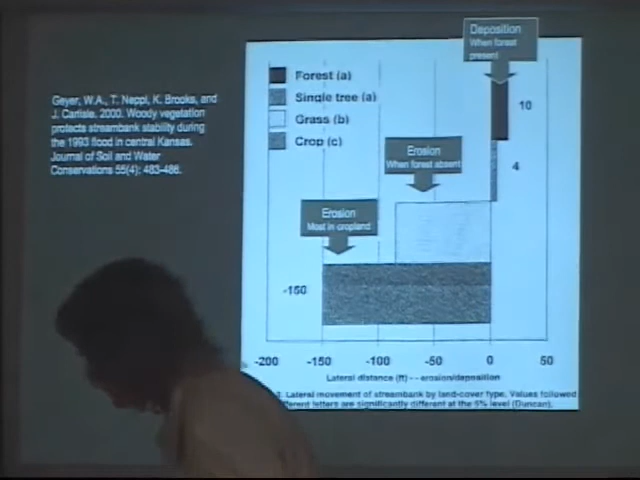 Geyer, W.A., T. Neppl, K. Brooks, and
J. Carlisle. 2000. Woody vegetation
protects streambank stability during
the 1993 flood in central Kansas.
Journal of Soil and Water
Conservations 55(4): 483-486.
Deposition
When forest
present
Forest (a)
Single tree (a)
Grass (b)
Crop (c)
10
4
Erosion
When forest absent
Erosion
Most in cropland
-150
-200 -150 -100 -50 0 50
Lateral distance (ft) - - erosion/deposition
Lateral movement of streambank by land-cover type. Values followed
letters are significantly different at the 5% level (Duncan).